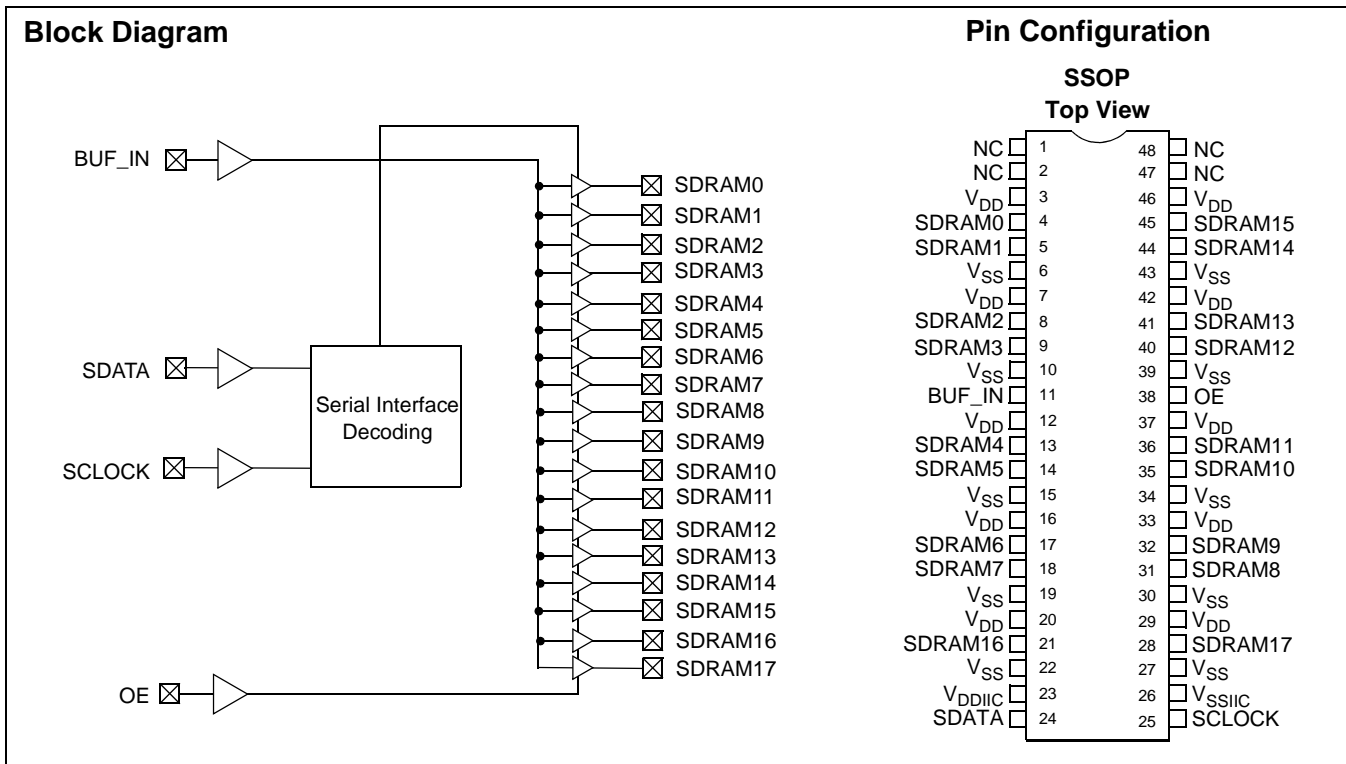 Block Diagram
BUF_IN
SDATA
SCLOCK
OE
Serial Interface
Decoding
SDRAM0
SDRAM1
SDRAM2
SDRAM3
SDRAM4
SDRAM5
SDRAM6
SDRAM7
SDRAM8
SDRAM9
SDRAM10
SDRAM11
SDRAM12
SDRAM13
SDRAM14
SDRAM15
SDRAM16
SDRAM17
Pin Configuration
SSOP
Top View
NC 1 48 NC
NC 2 47 NC
VDD 3 46 VDD
SDRAM0 4 45 SDRAM15
SDRAM1 5 44 SDRAM14
VSS 6 43 VSS
VDD 7 42 VDD
SDRAM2 8 41 SDRAM13
SDRAM3 9 40 SDRAM12
VSS 10 39 VSS
BUF_IN 11 38 OE
VDD 12 37 VDD
SDRAM4 13 36 SDRAM11
SDRAM5 14 35 SDRAM10
VSS 15 34 VSS
VDD 16 33 VDD
SDRAM6 17 32 SDRAM9
SDRAM7 18 31 SDRAM8
VSS 19 30 VSS
VDD 20 29 VDD
SDRAM16 21 28 SDRAM17
VSS 22 27 VSS
VDDIIC 23 26 VSSIIC
SDATA 24 25 SCLOCK